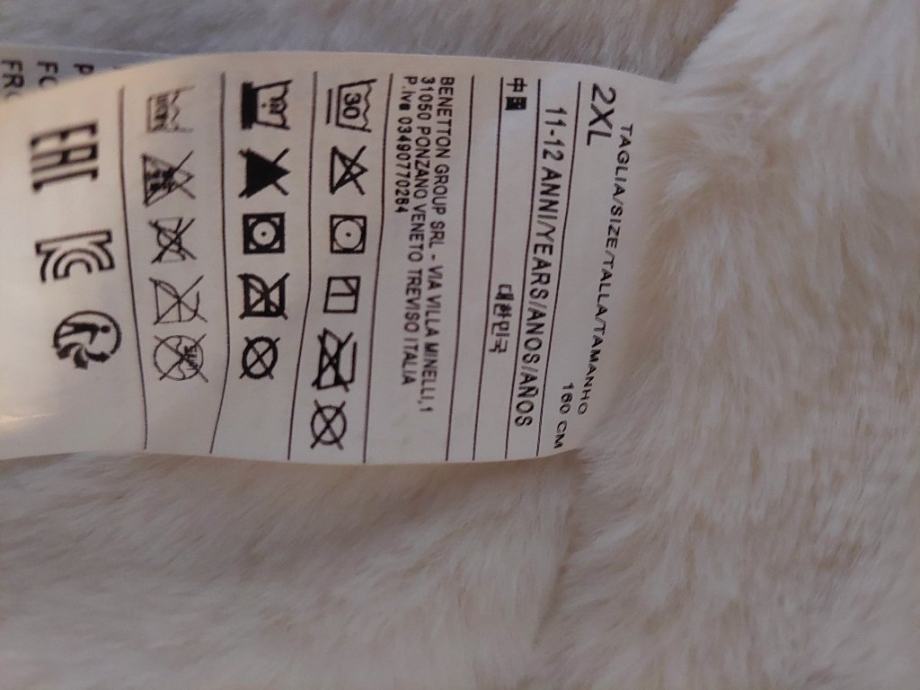 TAGLIA/SIZE/TALLA/TAMANHO
2XL
160 CM
11-12 ANNI/YEARS/ANOS/AÑOS
中国
대한민국
BENETTON GROUP SRL - VIA VILLA MINELLI,1
31050 PONZANO VENETO TREVISO ITALIA
P.iva 03490770264
30
EAC